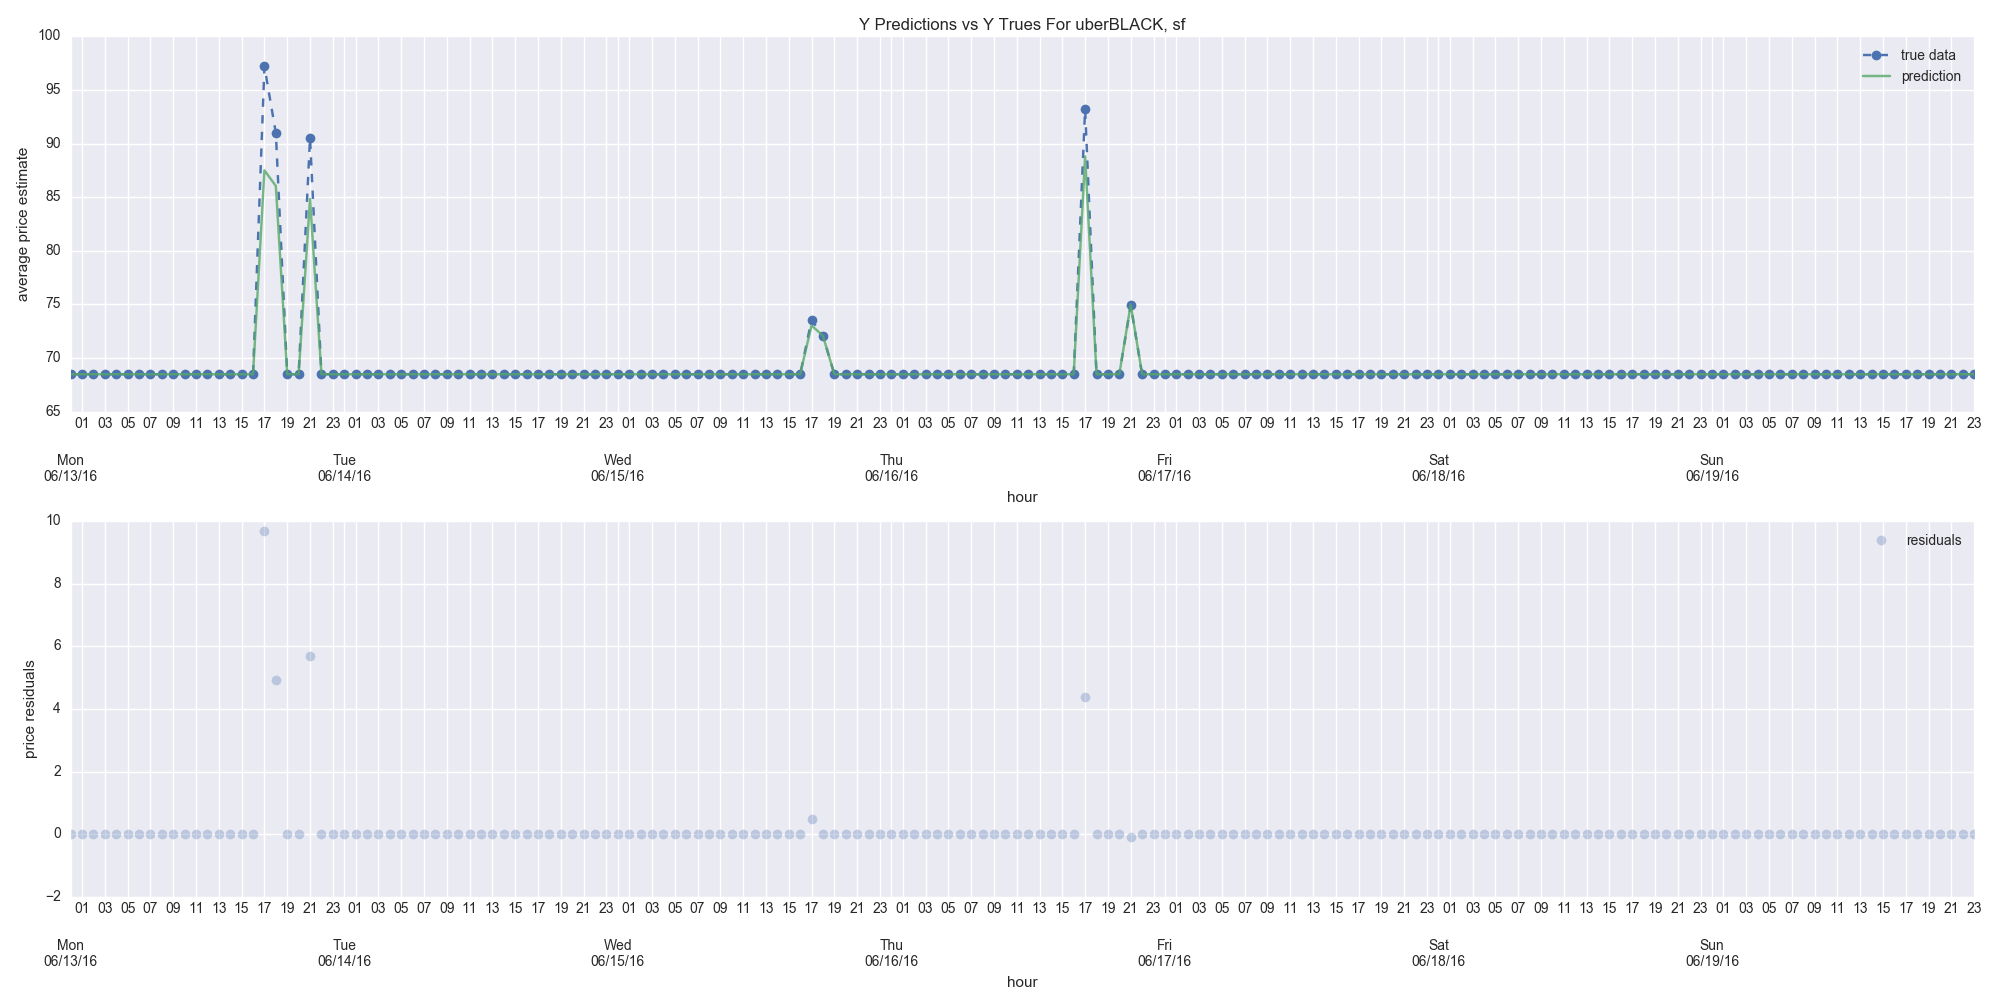 Y Predictions vs Y Trues For uberBLACK, sf
100
95
90
85
80
75
70
65
average price estimate
true data
prediction
01 03 05 07 09 11 13 15 17 19 21 23 01 03 05 07 09 11 13 15 17 19 21 23 01 03 05 07 09 11 13 15 17 19 21 23 01 03 05 07 09 11 13 15 17 19 21 23 01 03 05 07 09 11 13 15 17 19 21 23 01 03 05 07 09 11 13 15 17 19 21 23 01 03 05 07 09 11 13 15 17 19 21 23
Mon Tue Wed Thu Fri Sat Sun
06/13/16 06/14/16 06/15/16 06/16/16 06/17/16 06/18/16 06/19/16
hour
10
8
6
4
2
0
−2
price residuals
residuals
01 03 05 07 09 11 13 15 17 19 21 23 01 03 05 07 09 11 13 15 17 19 21 23 01 03 05 07 09 11 13 15 17 19 21 23 01 03 05 07 09 11 13 15 17 19 21 23 01 03 05 07 09 11 13 15 17 19 21 23 01 03 05 07 09 11 13 15 17 19 21 23 01 03 05 07 09 11 13 15 17 19 21 23
Mon Tue Wed Thu Fri Sat Sun
06/13/16 06/14/16 06/15/16 06/16/16 06/17/16 06/18/16 06/19/16
hour